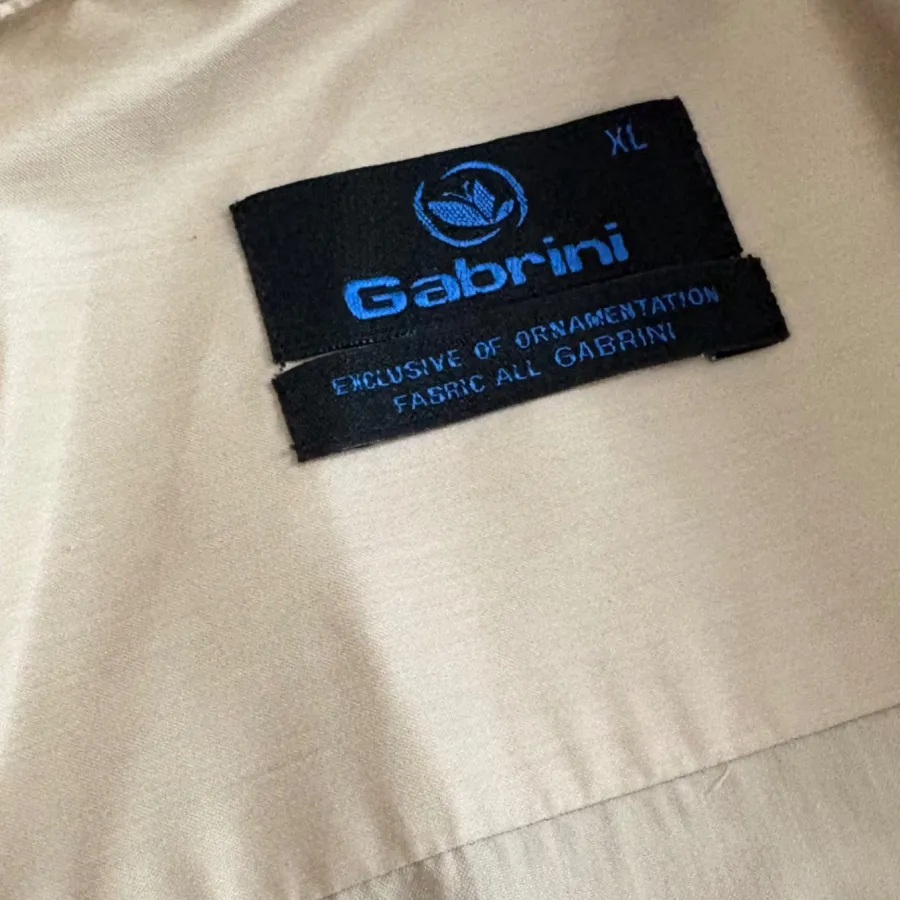 XL
Gabrini
EXCLUSIVE OF ORNAMENTATION
FABRIC ALL GABRINI